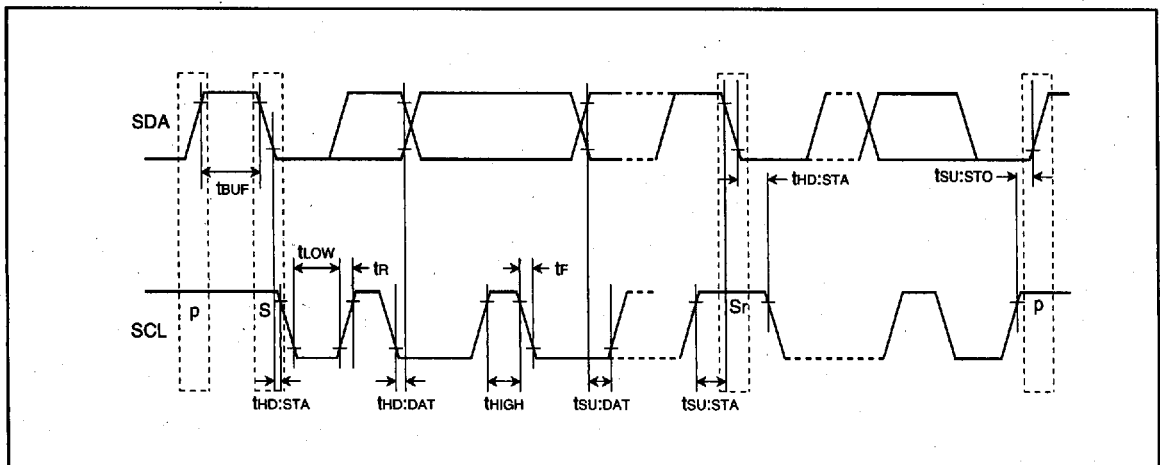 SDA
tBUF
tHD:STA
tSU:STO
tLOW
tR
tF
SCL
p
S
Sr
p
tHD:STA
tHD:DAT
tHIGH
tSU:DAT
tSU:STA